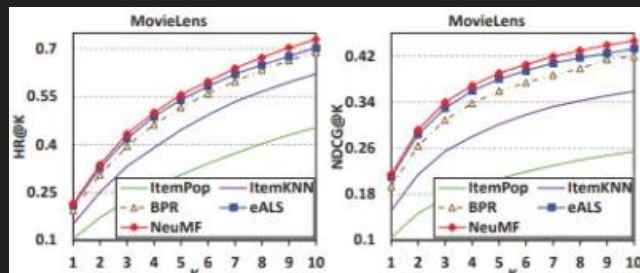 MovieLens
HR@K
0.7
0.55
0.4
0.25
0.1
ItemPop
ItemKNN
BPR
eALS
NeuMF
1 2 3 4 5 6 7 8 9 10
K
MovieLens
NDCG@K
0.42
0.34
0.26
0.18
0.1
ItemPop
ItemKNN
BPR
eALS
NeuMF
1 2 3 4 5 6 7 8 9 10
K